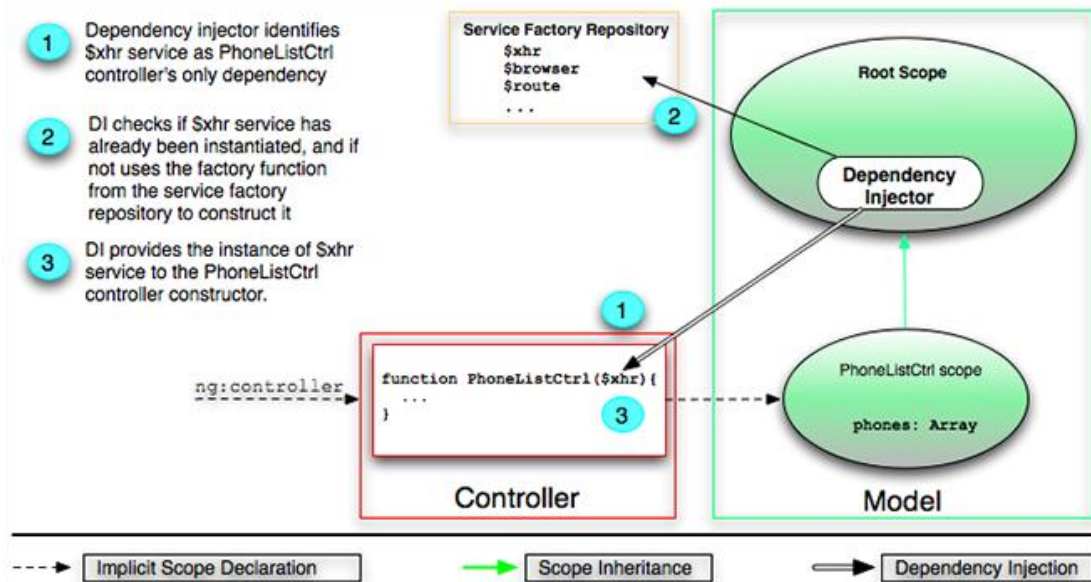 1
Dependency injector identifies
$xhr service as PhoneListCtrl
controller's only dependency
2
DI checks if $xhr service has
already been instantiated, and if
not uses the factory function
from the service factory
repository to construct it
3
DI provides the instance of $xhr
service to the PhoneListCtrl
controller constructor.
Service Factory Repository
$xhr
$browser
$route
...
2
Root Scope
Dependency
Injector
1
ng:controller
function PhoneListCtrl($xhr){
...
}
3
Controller
PhoneListCtrl scope
phones: Array
Model
Implicit Scope Declaration
Scope Inheritance
Dependency Injection